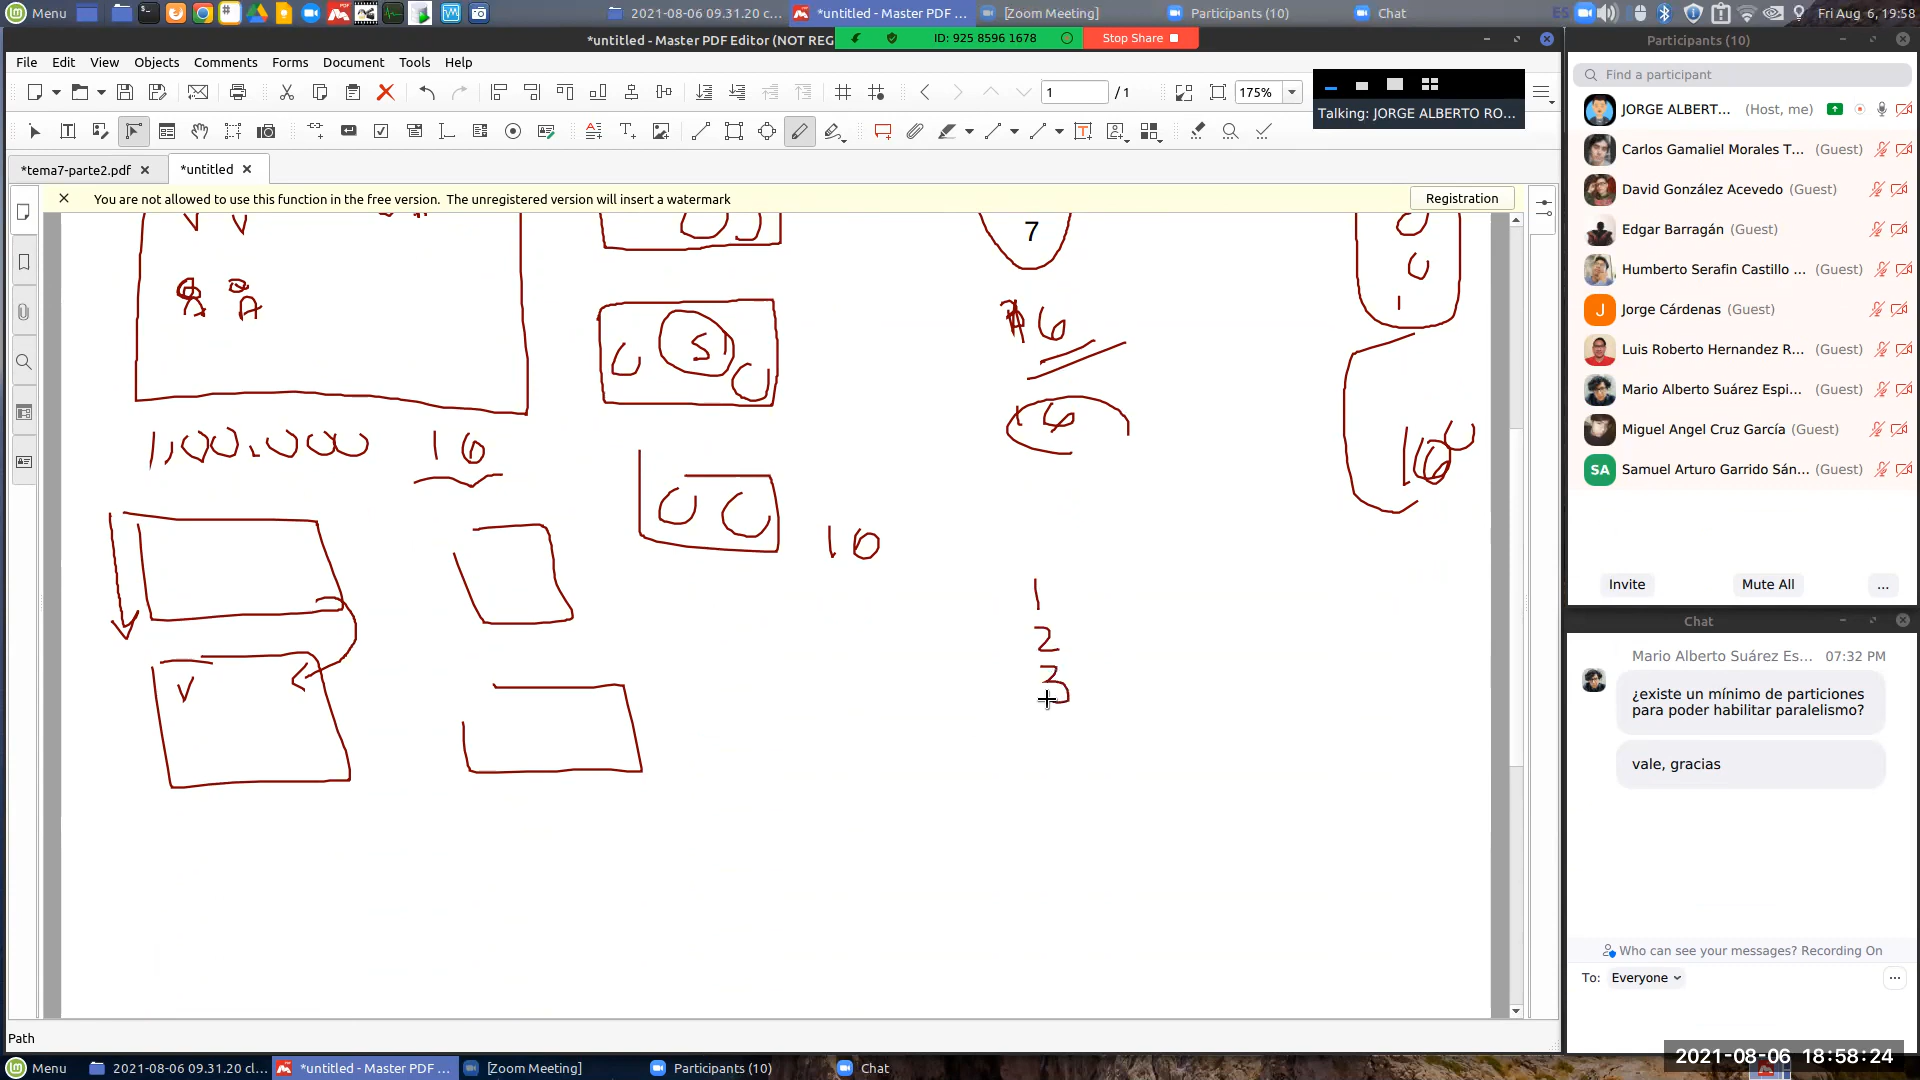 Menu
2021-08-06 09.31.20 c...
*untitled - Master PDF ...
[Zoom Meeting]
Participants (10)
Chat
ES
Fri Aug 6, 19:58
*untitled - Master PDF Editor (NOT REG
ID: 925 8596 1678
Stop Share
Participants (10)
File Edit View Objects Comments Forms Document Tools Help
Find a participant
1 / 1
175%
Talking: JORGE ALBERTO RO...
JORGE ALBERT... (Host, me)
Carlos Gamaliel Morales T... (Guest)
*tema7-parte2.pdf
*untitled
David González Acevedo (Guest)
You are not allowed to use this function in the free version. The unregistered version will insert a watermark
Registration
Edgar Barragán (Guest)
Humberto Serafin Castillo ... (Guest)
J Jorge Cárdenas (Guest)
Luis Roberto Hernandez R... (Guest)
Mario Alberto Suárez Espi... (Guest)
Miguel Angel Cruz García (Guest)
SA Samuel Arturo Garrido Sán... (Guest)
V V
7
6
S
16
1,00.000 10
10
1
2
3
V
Invite
Mute All
...
Chat
Mario Alberto Suárez Es... 07:32 PM
¿existe un mínimo de particiones
para poder habilitar paralelismo?
vale, gracias
Who can see your messages? Recording On
To: Everyone
Path
2021-08-06 18:58:24
Menu
2021-08-06 09.31.20 cl...
*untitled - Master PDF ...
[Zoom Meeting]
Participants (10)
Chat